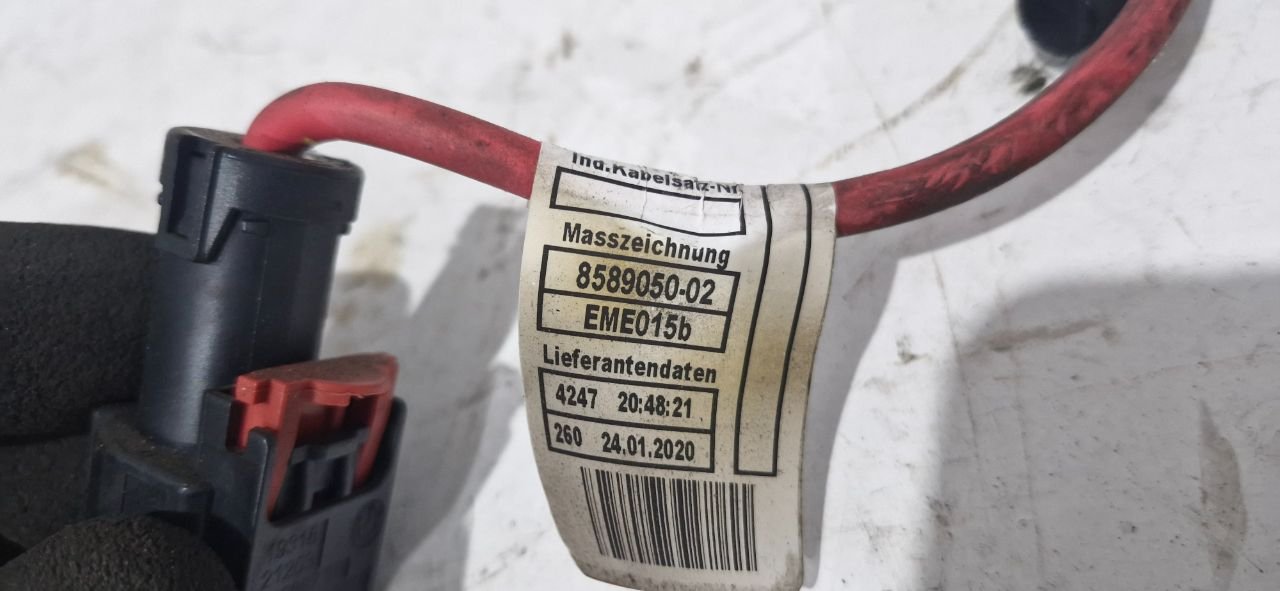 Ind.Kabelsatz-Nr.
Masszeichnung
8589050-02
EME015b
Lieferantendaten
4247 20:48:21
260 24.01.2020